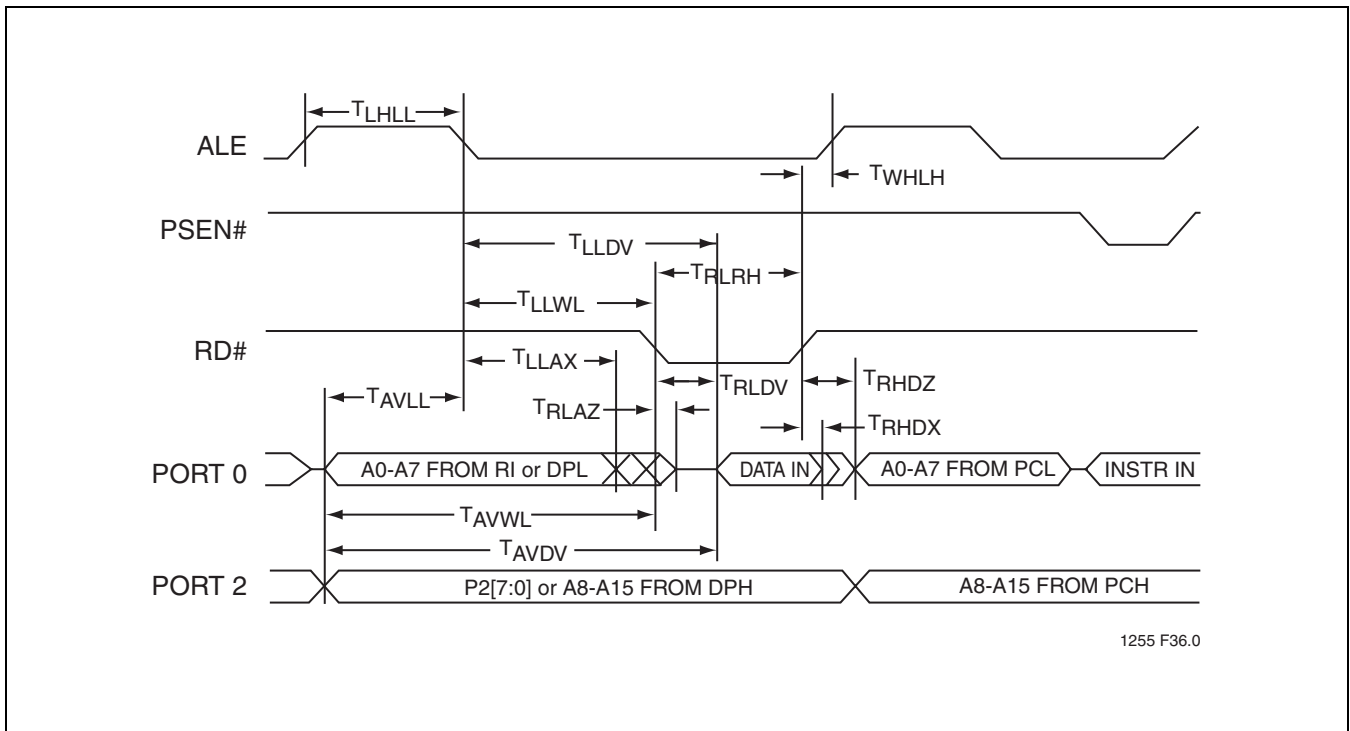 TLHLL
ALE
TWHLH
PSEN#
TLLDV
TRLRH
TLLWL
RD#
TLLAX
TRLDV
TRHDZ
TAVLL
TRLAZ
TRHDX
PORT 0
A0-A7 FROM RI or DPL
DATA IN
A0-A7 FROM PCL
INSTR IN
TAVWL
TAVDV
PORT 2
P2[7:0] or A8-A15 FROM DPH
A8-A15 FROM PCH
1255 F36.0